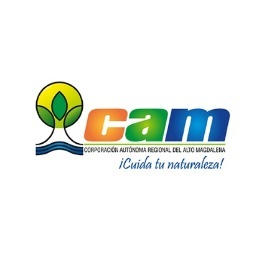 cam
CORPORACIÓN AUTÓNOMA REGIONAL DEL ALTO MAGDALENA
¡Cuida tu naturaleza!